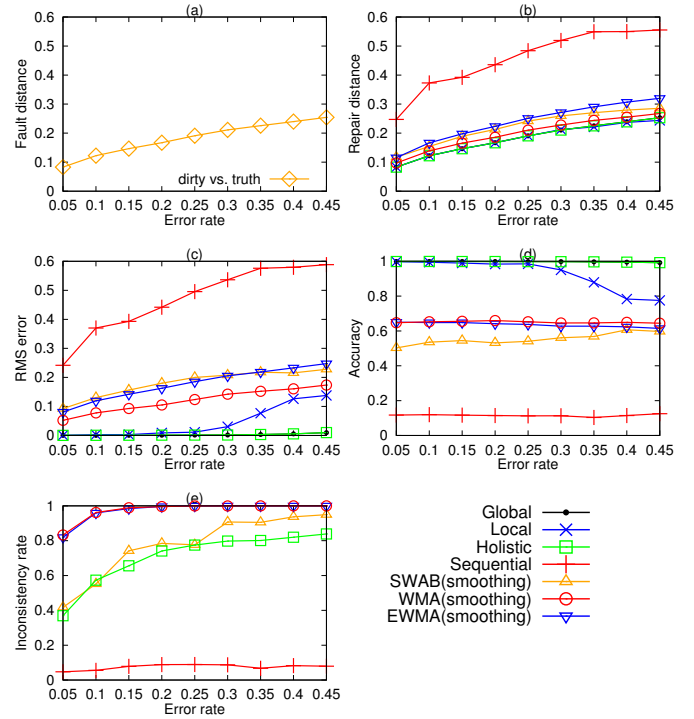 (a)
0.6
0.5
0.4
0.3
0.2
0.1
0
Fault distance
dirty vs. truth
0.05 0.1 0.15 0.2 0.25 0.3 0.35 0.4 0.45
Error rate
(b)
0.6
0.5
0.4
0.3
0.2
0.1
0
Repair distance
0.05 0.1 0.15 0.2 0.25 0.3 0.35 0.4 0.45
Error rate
(c)
0.6
0.5
0.4
0.3
0.2
0.1
0
RMS error
0.05 0.1 0.15 0.2 0.25 0.3 0.35 0.4 0.45
Error rate
(d)
1
0.8
0.6
0.4
0.2
0
Accuracy
0.05 0.1 0.15 0.2 0.25 0.3 0.35 0.4 0.45
Error rate
(e)
1
0.8
0.6
0.4
0.2
0
Inconsistency rate
0.05 0.1 0.15 0.2 0.25 0.3 0.35 0.4 0.45
Error rate
Global
Local
Holistic
Sequential
SWAB(smoothing)
WMA(smoothing)
EWMA(smoothing)